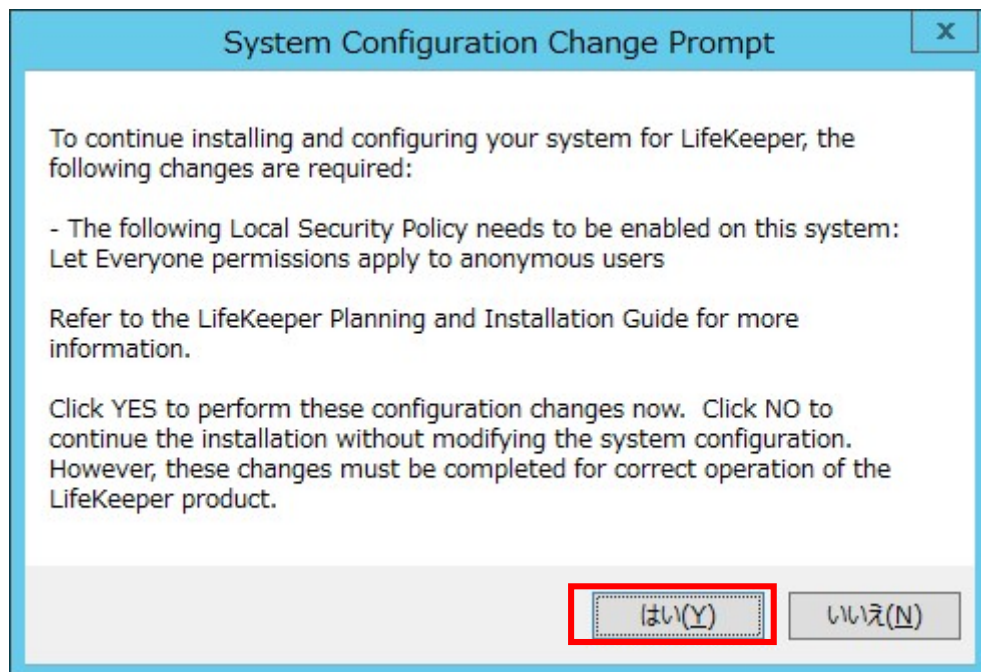 System Configuration Change Prompt
x
To continue installing and configuring your system for LifeKeeper, the
following changes are required:
- The following Local Security Policy needs to be enabled on this system:
Let Everyone permissions apply to anonymous users
Refer to the LifeKeeper Planning and Installation Guide for more
information.
Click YES to perform these configuration changes now.  Click NO to
continue the installation without modifying the system configuration.
However, these changes must be completed for correct operation of the
LifeKeeper product.
はい(Y)
いいえ(N)